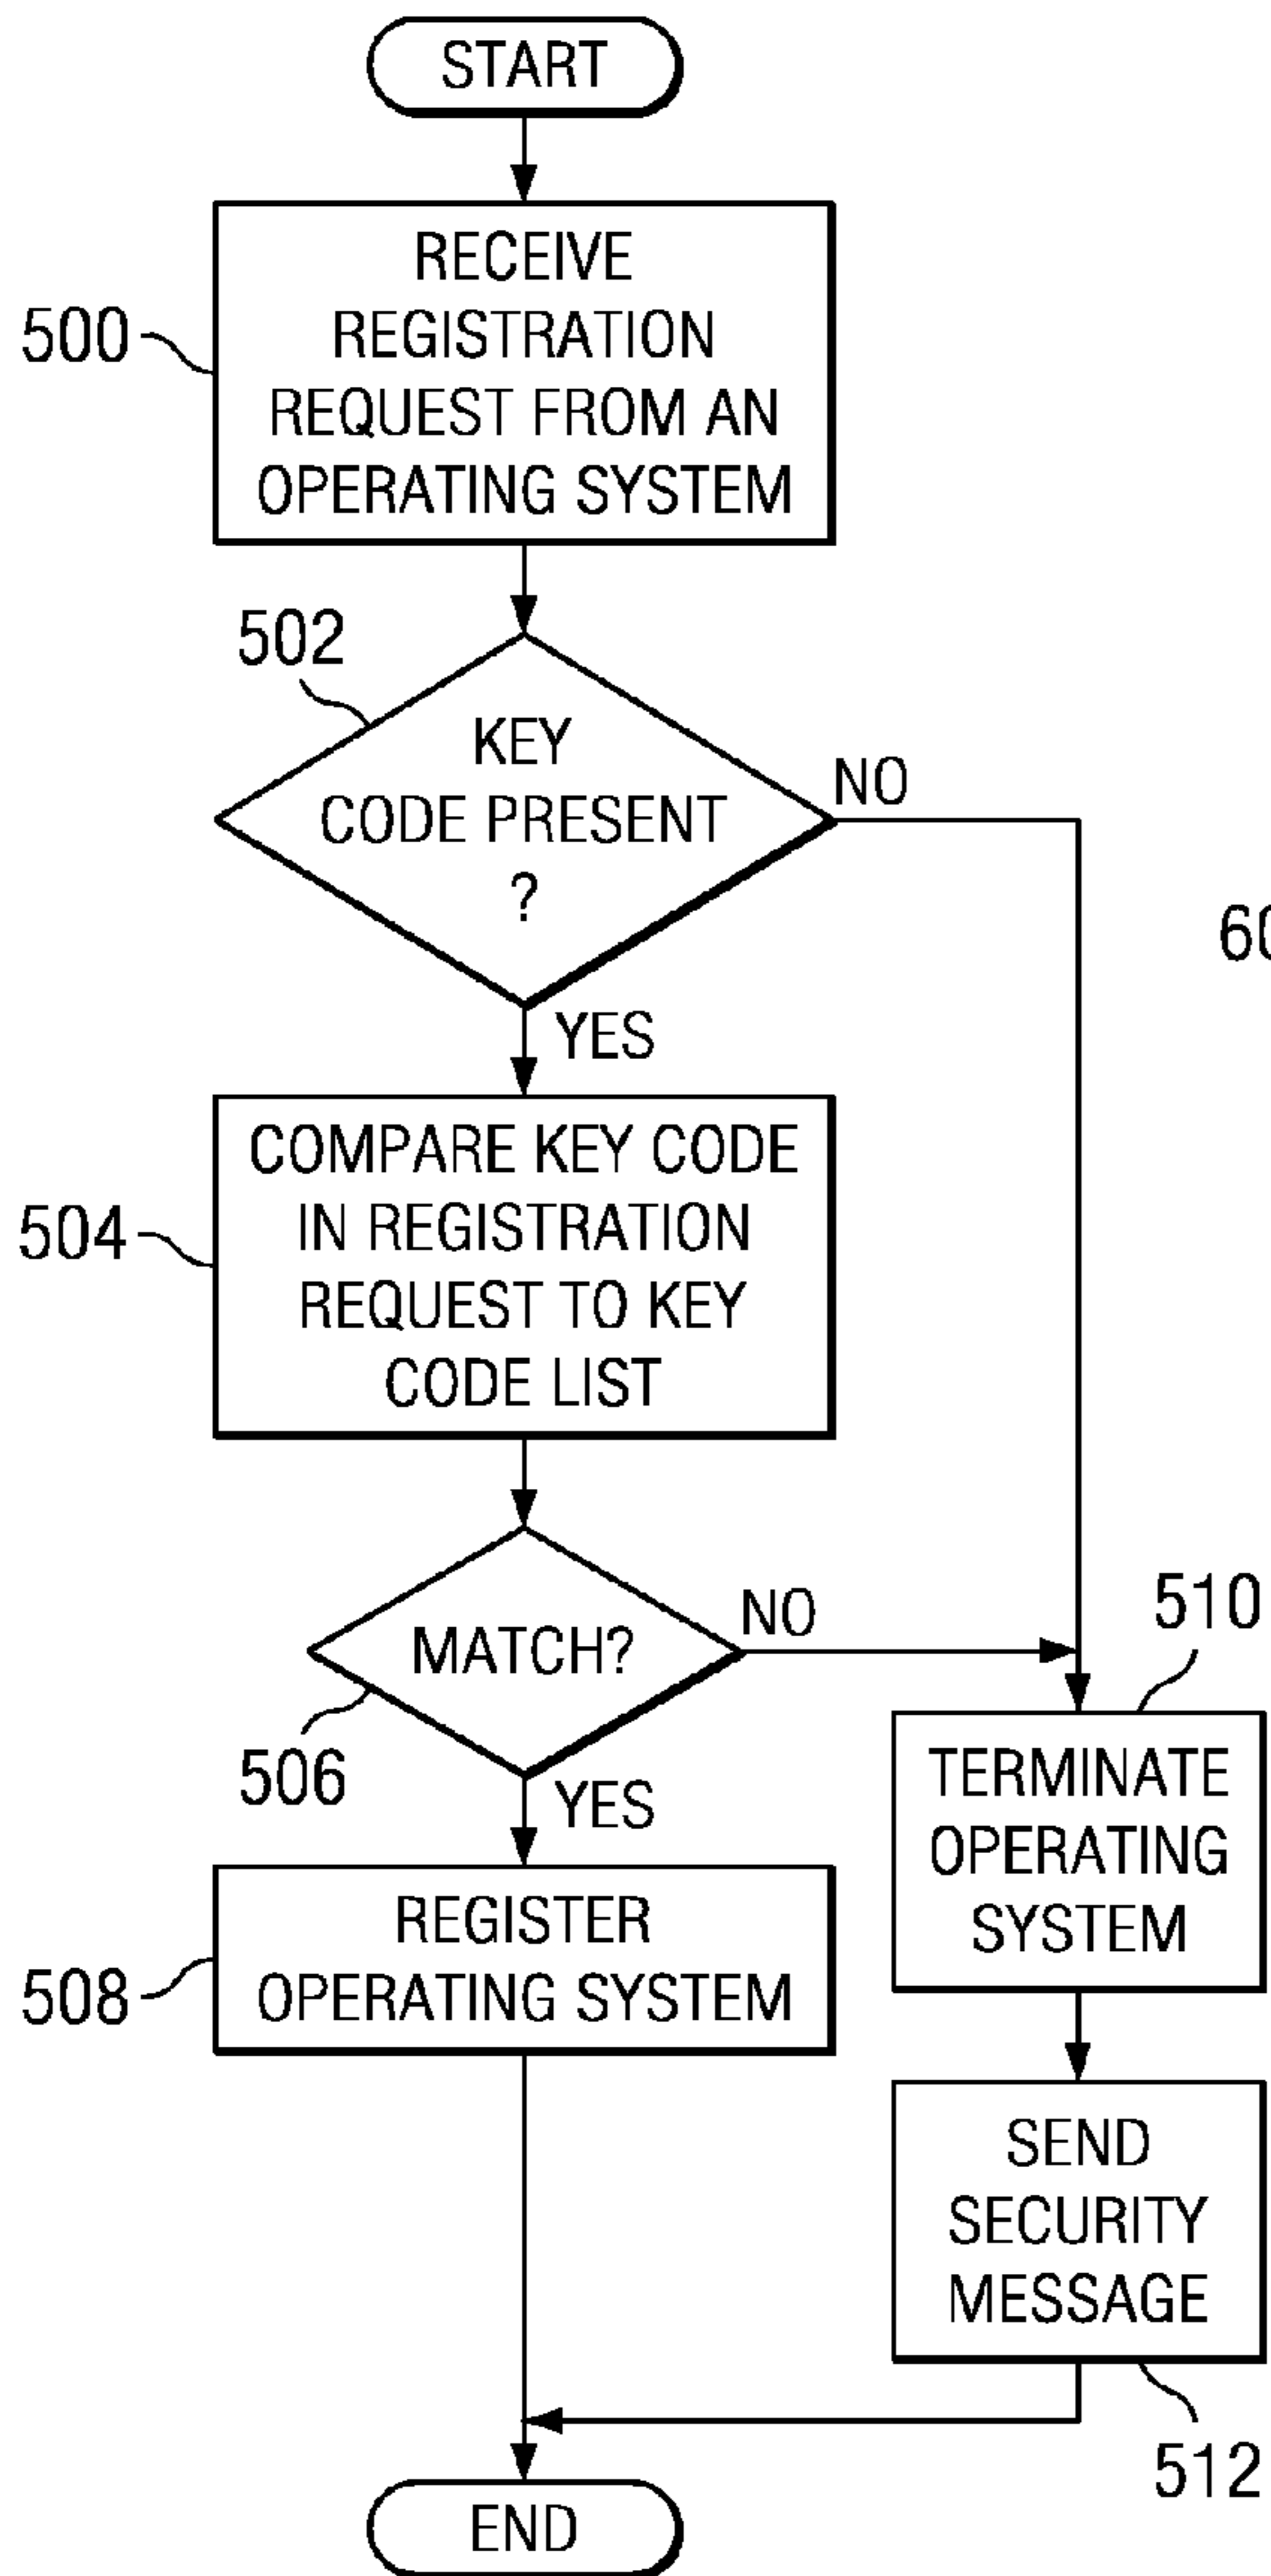 START
RECEIVE
REGISTRATION
REQUEST FROM AN
OPERATING SYSTEM
500
502
KEY
CODE PRESENT
?
NO
YES
COMPARE KEY CODE
IN REGISTRATION
REQUEST TO KEY
CODE LIST
504
MATCH?
NO
506
YES
510
TERMINATE
OPERATING
SYSTEM
REGISTER
OPERATING SYSTEM
508
SEND
SECURITY
MESSAGE
512
END